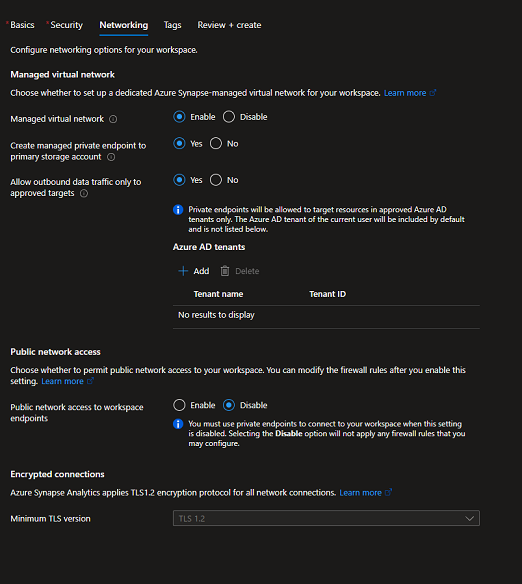 * Basics * Security Networking Tags Review + create
Configure networking options for your workspace.
Managed virtual network
Choose whether to set up a dedicated Azure Synapse-managed virtual network for your workspace. Learn more
Managed virtual network Enable Disable
Create managed private endpoint to
primary storage account Yes No
Allow outbound data traffic only to
approved targets Yes No
Private endpoints will be allowed to target resources in approved Azure AD
tenants only. The Azure AD tenant of the current user will be included by default
and is not listed below.
Azure AD tenants
+ Add Delete
Tenant name Tenant ID
No results to display
Public network access
Choose whether to permit public network access to your workspace. You can modify the firewall rules after you enable this
setting. Learn more
Public network access to workspace
endpoints Enable Disable
You must use private endpoints to connect to your workspace when this setting
is disabled. Selecting the Disable option will not apply any firewall rules that you
may configure.
Encrypted connections
Azure Synapse Analytics applies TLS1.2 encryption protocol for all network connections. Learn more
Minimum TLS version TLS 1.2